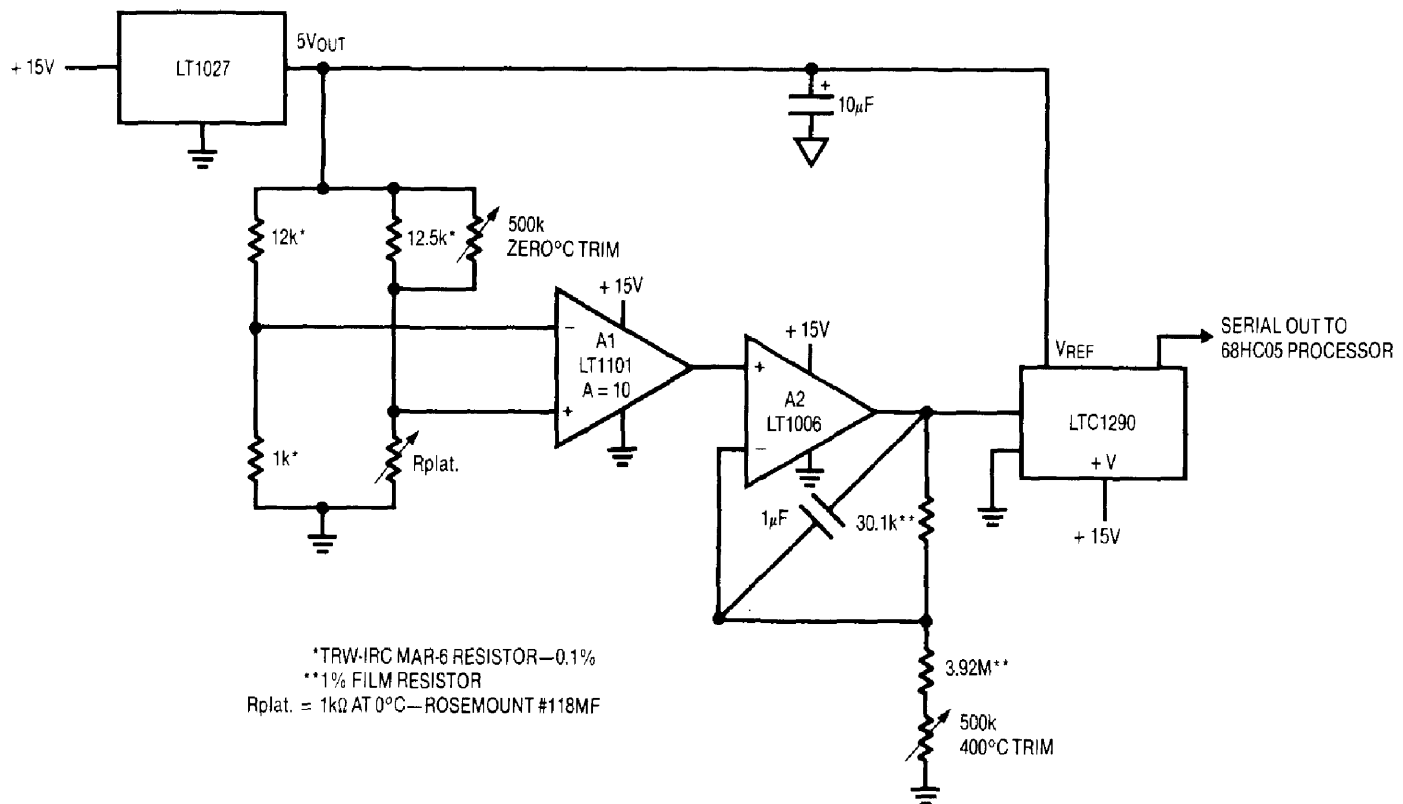 5VOUT
LT1027
+ 15V
+
10µF
12k*
12.5k*
500k
ZERO°C TRIM
+ 15V
−
A1
LT1101
A = 10
+
+ 15V
+
A2
LT1006
−
VREF
SERIAL OUT TO
68HC05 PROCESSOR
LTC1290
+ V
+ 15V
1k*
Rplat.
1µF
30.1k**
3.92M**
500k
400°C TRIM
*TRW-IRC MAR-6 RESISTOR—0.1%
**1% FILM RESISTOR
Rplat. = 1kΩ AT 0°C—ROSEMOUNT #118MF